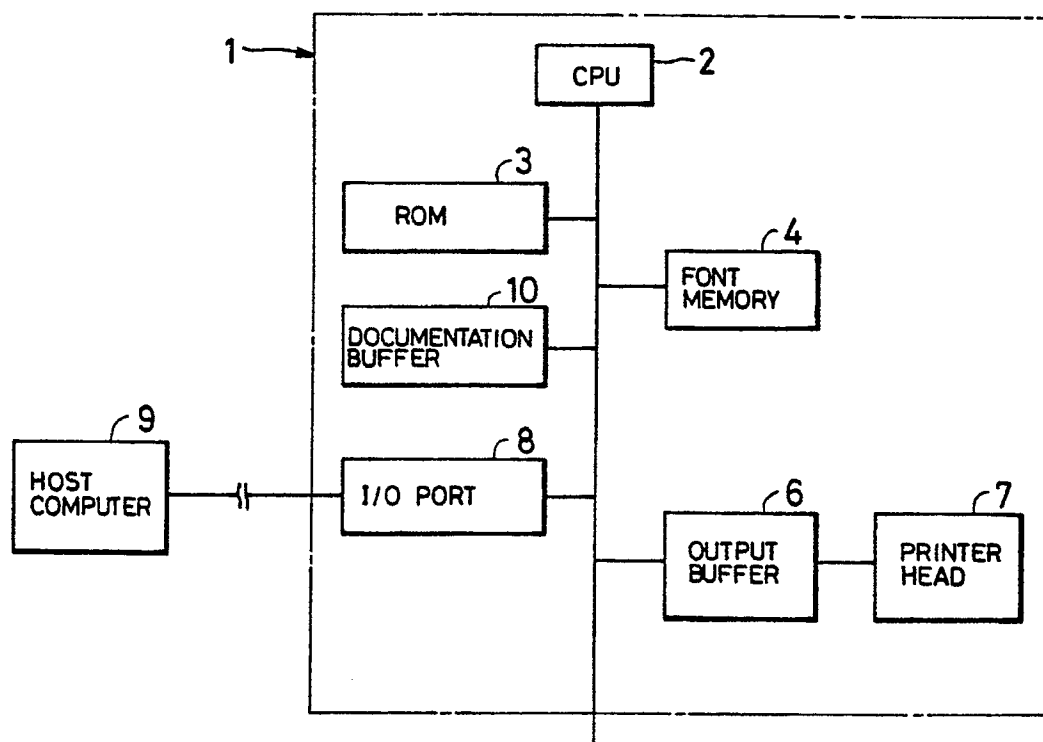 1
CPU
2
3
ROM
4
FONT
MEMORY
10
DOCUMENTATION
BUFFER
9
HOST
COMPUTER
8
I/O PORT
6
OUTPUT
BUFFER
7
PRINTER
HEAD